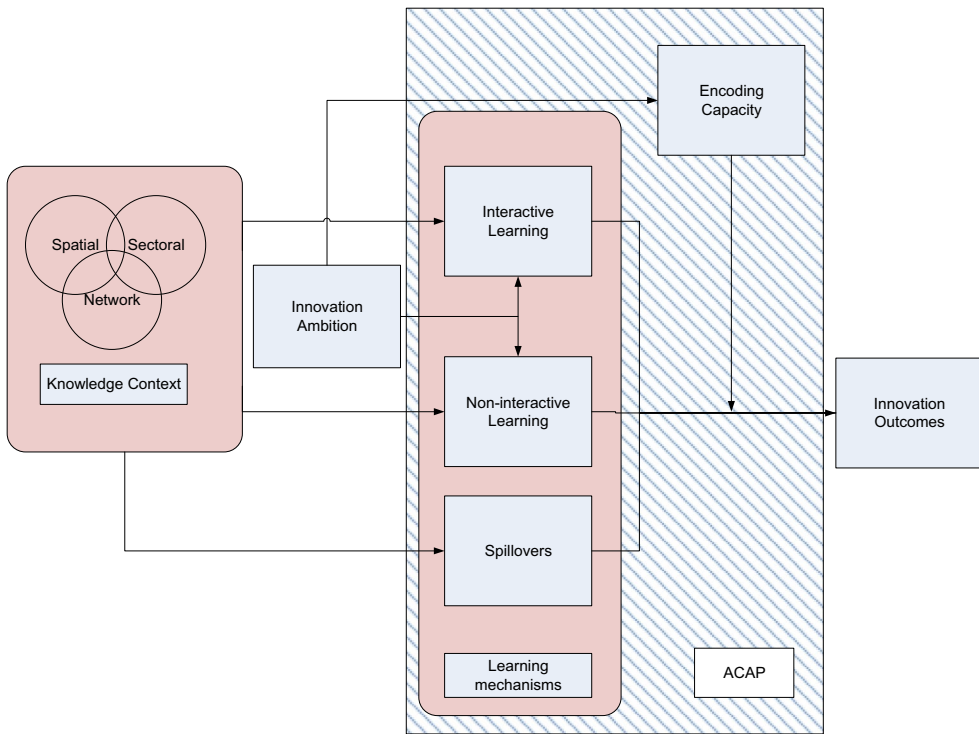 Encoding
Capacity
Interactive
Learning
Spatial
Sectoral
Network
Innovation
Ambition
Knowledge Context
Non-interactive
Learning
Innovation
Outcomes
Spillovers
Learning
mechanisms
ACAP